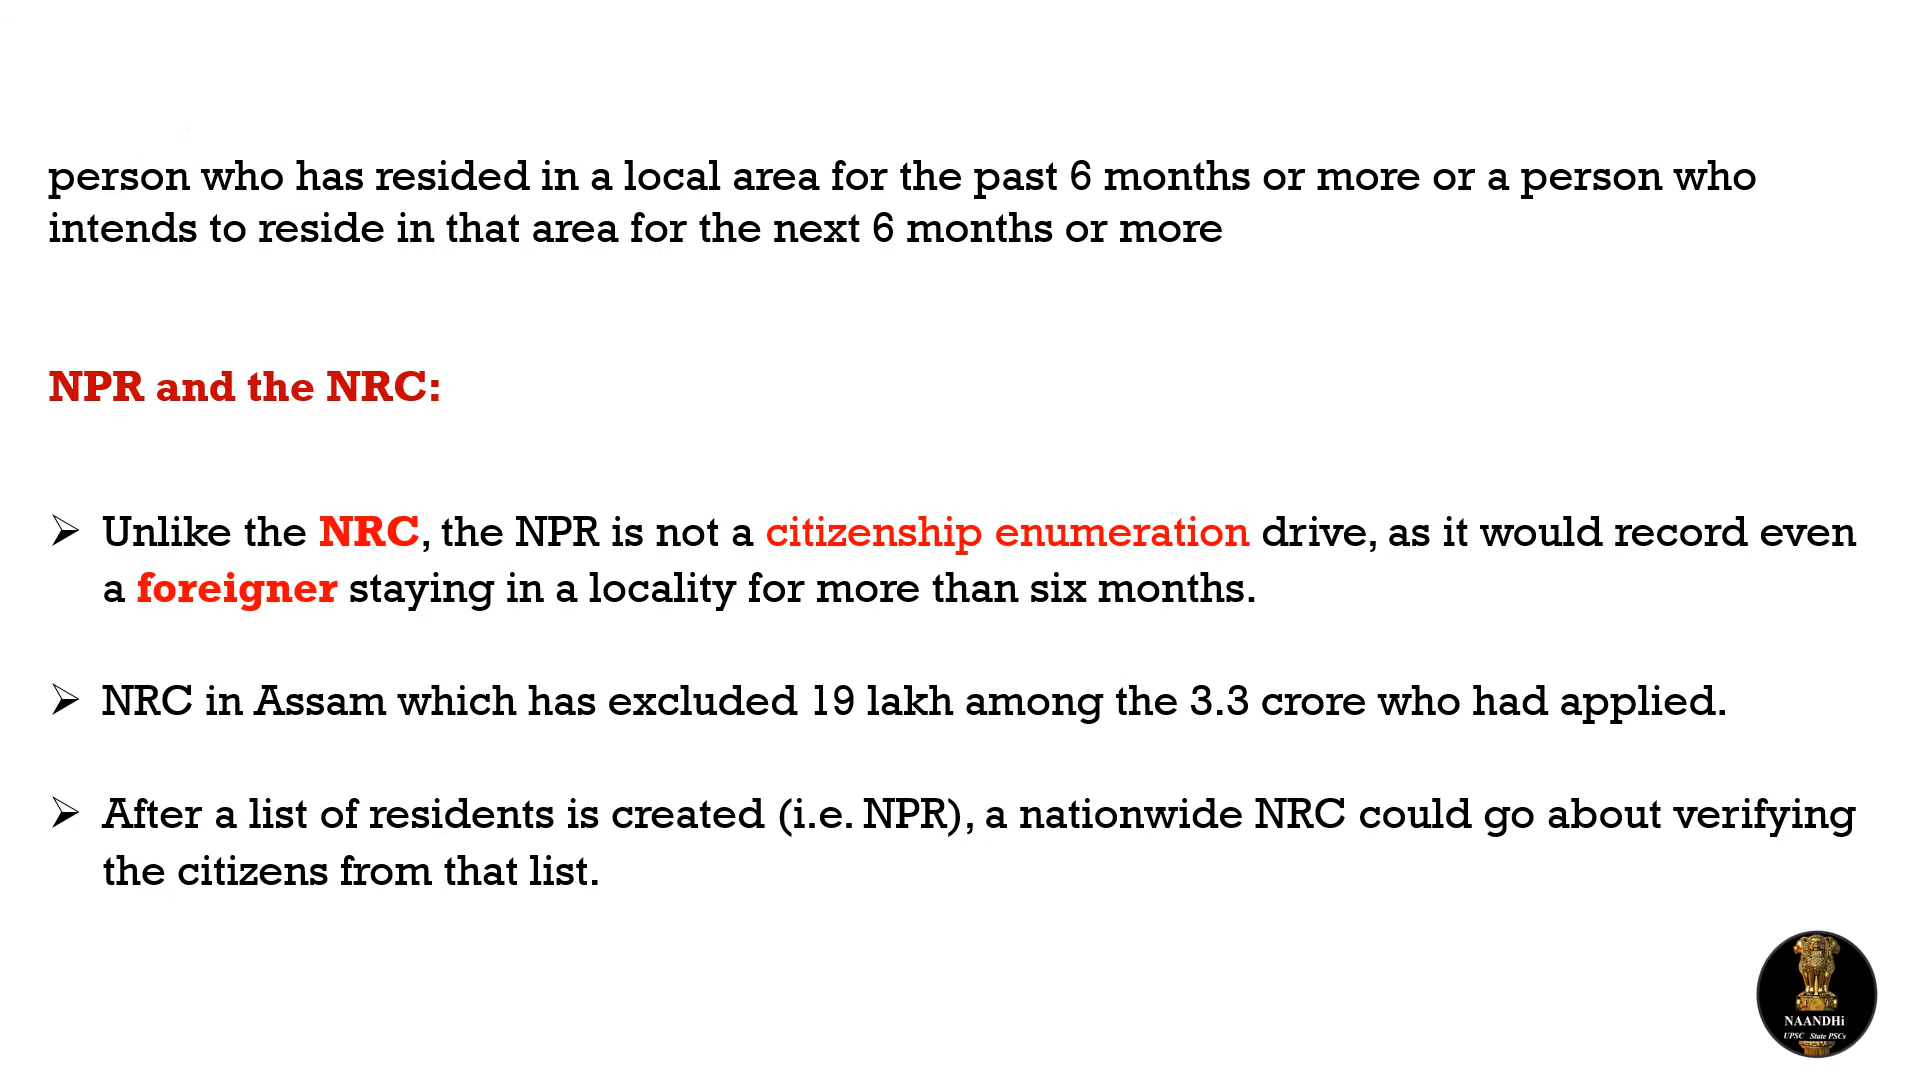 person who has resided in a local area for the past 6 months or more or a person who
intends to reside in that area for the next 6 months or more
NPR and the NRC:
➢ Unlike the NRC, the NPR is not a citizenship enumeration drive, as it would record even
a foreigner staying in a locality for more than six months.
➢ NRC in Assam which has excluded 19 lakh among the 3.3 crore who had applied.
➢ After a list of residents is created (i.e. NPR), a nationwide NRC could go about verifying
the citizens from that list.
NAANDHi
UPSC State PSCs